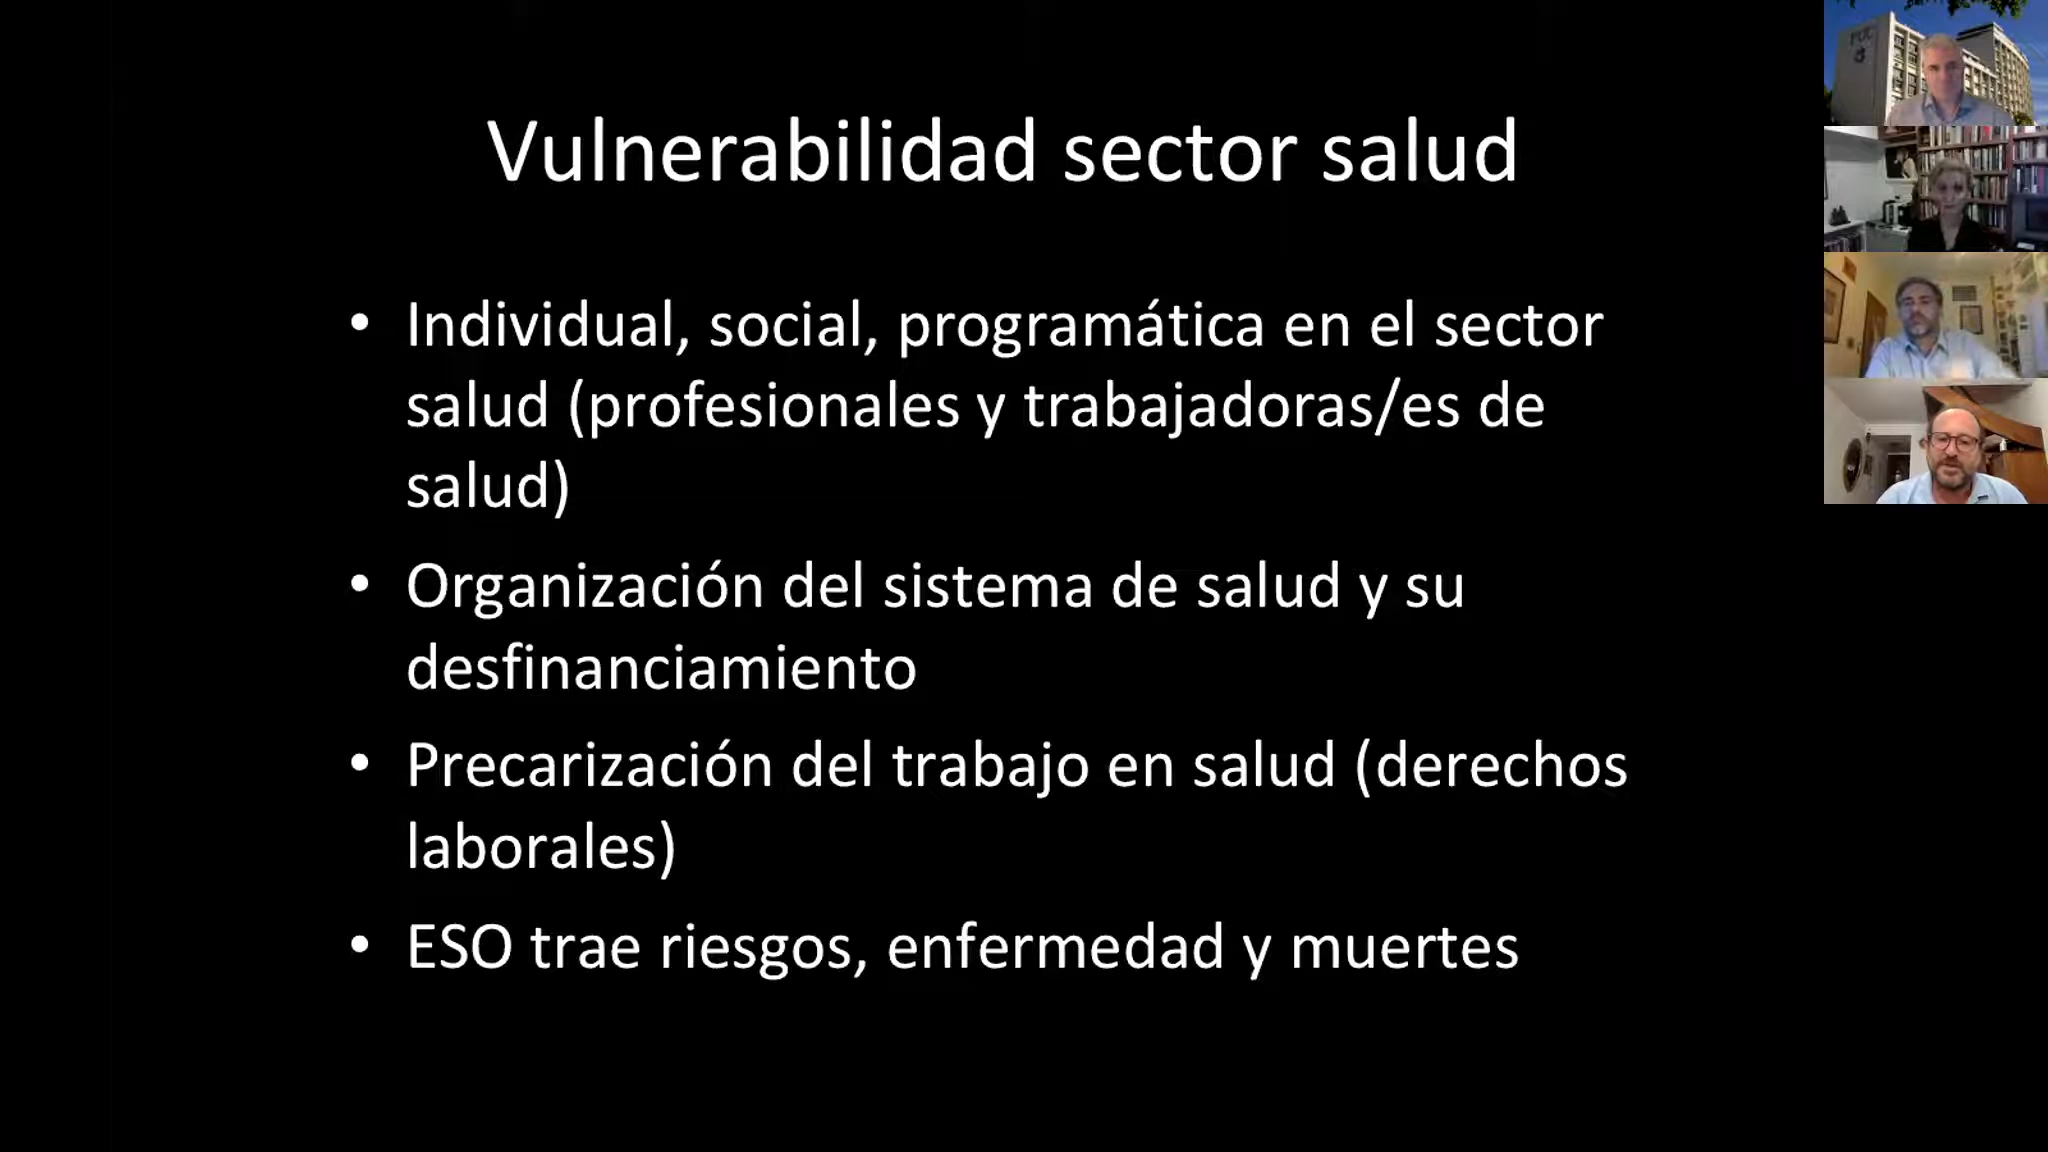 Vulnerabilidad sector salud
• Individual, social, programática en el sector
salud (profesionales y trabajadoras/es de
salud)
• Organización del sistema de salud y su
desfinanciamiento
• Precarización del trabajo en salud (derechos
laborales)
• ESO trae riesgos, enfermedad y muertes